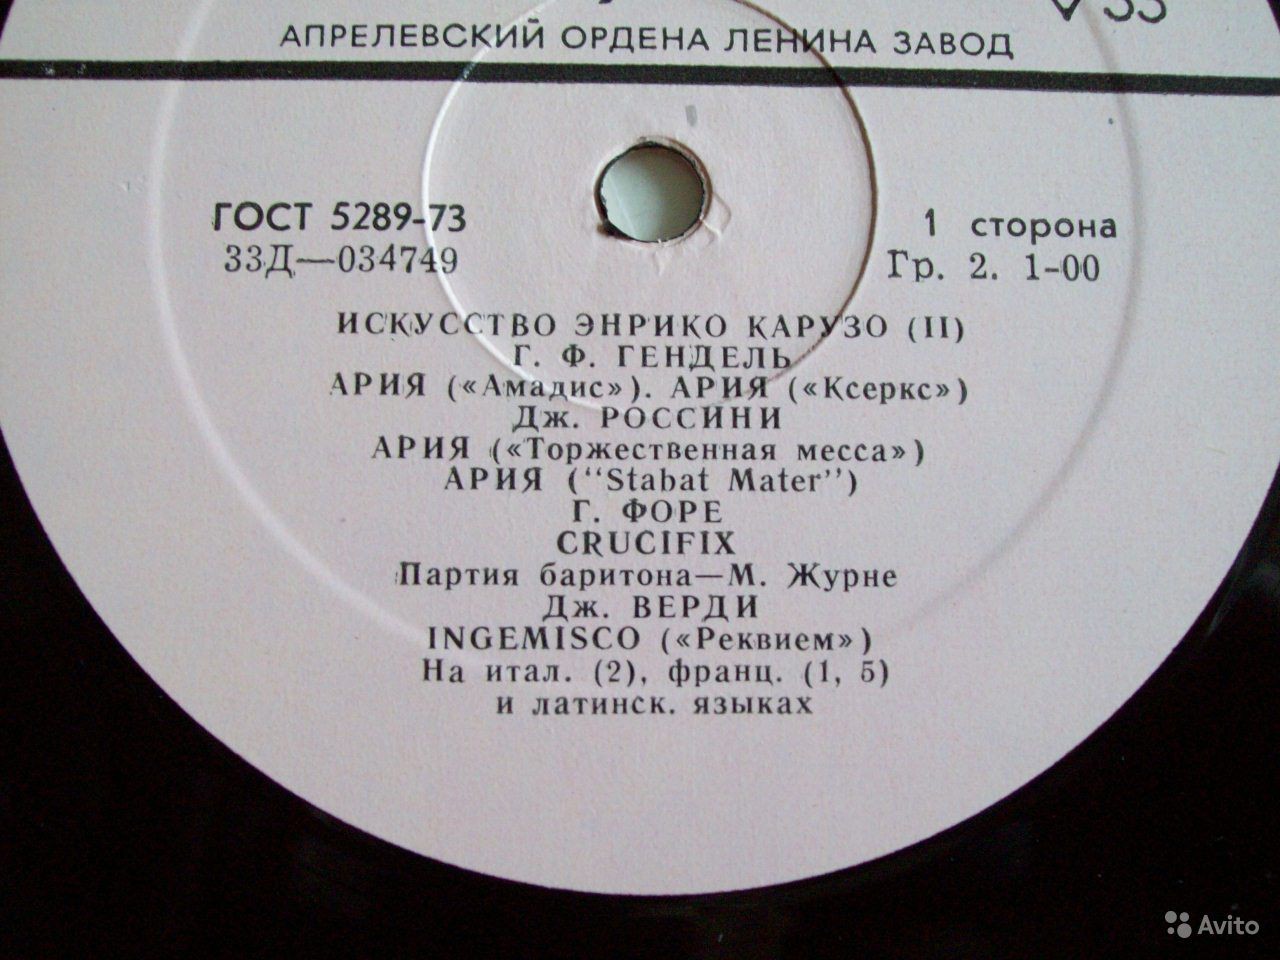 33
АПРЕЛЕВСКИЙ ОРДЕНА ЛЕНИНА ЗАВОД
ГОСТ 5289-73
1 сторона
33Д—034749
Гр. 2. 1-00
ИСКУССТВО ЭНРИКО КАРУЗО (II)
Г. Ф. ГЕНДЕЛЬ
АРИЯ («Амадис»). АРИЯ («Ксеркс»)
Дж. РОССИНИ
АРИЯ («Торжественная месса»)
АРИЯ (“Stabat Mater”)
Г. ФОРЕ
CRUCIFIX
Партия баритона—М. Журне
Дж. ВЕРДИ
INGEMISCO («Реквием»)
На итал. (2), франц. (1, 5)
и латинск. языках
Avito